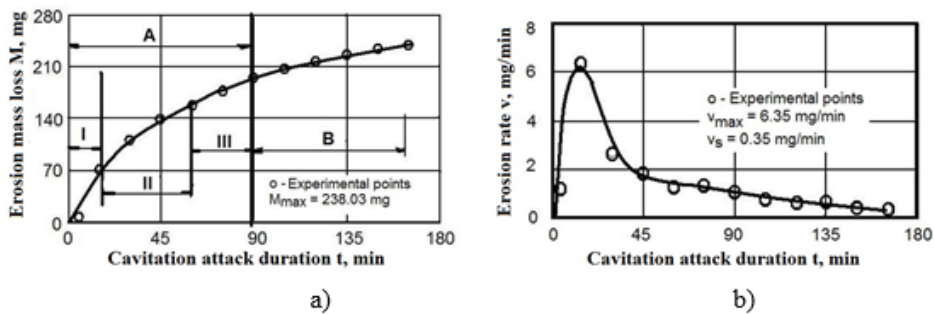 280
210
140
70
0
Erosion mass loss M, mg
A
I
II
III
B
o - Experimental points
Mmax = 238.03 mg
0 45 90 135 180
Cavitation attack duration t, min
a)
8
6
4
2
0
Erosion rate v, mg/min
o - Experimental points
vmax = 6.35 mg/min
vs = 0.35 mg/min
0 45 90 135 180
Cavitation attack duration t, min
b)